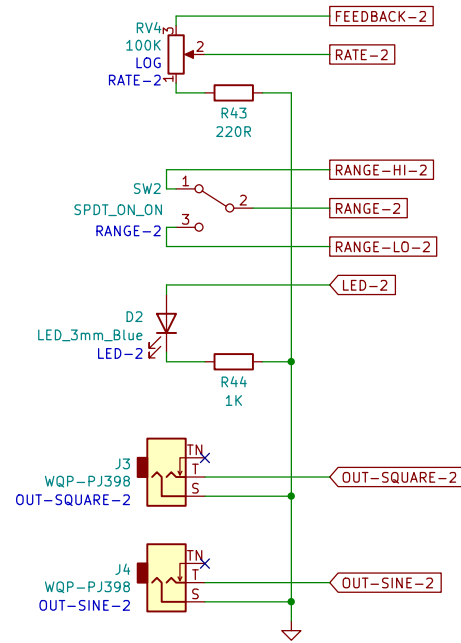 FEEDBACK-2
RV4
100K
LOG
RATE-2
3
2
1
RATE-2
R43
220R
RANGE-HI-2
SW2
SPDT_ON_ON
RANGE-2
1
2
3
RANGE-2
RANGE-LO-2
LED-2
D2
LED_3mm_Blue
LED-2
R44
1K
J3
WQP-PJ398
OUT-SQUARE-2
TN
T
S
OUT-SQUARE-2
J4
WQP-PJ398
OUT-SINE-2
TN
T
S
OUT-SINE-2